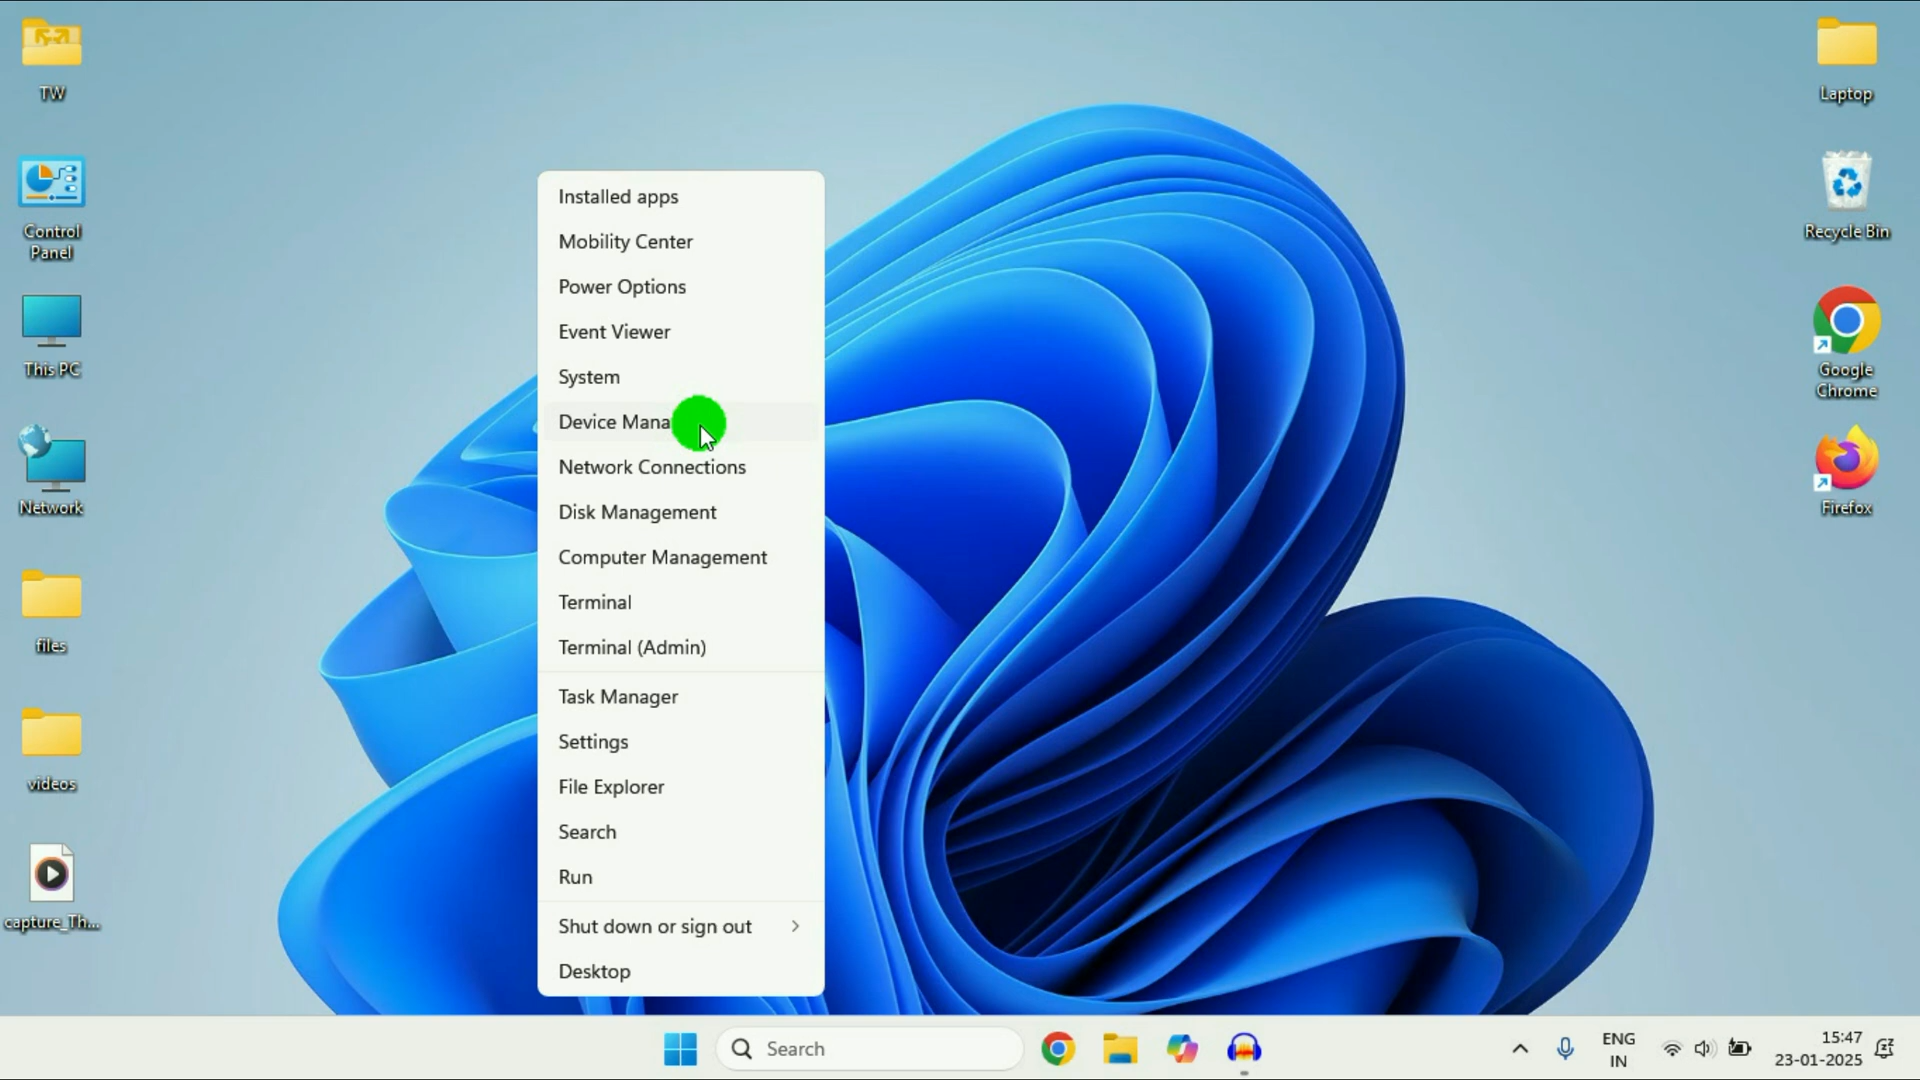 TW
Control
Panel
This PC
Network
files
videos
capture_Th...
Installed apps
Mobility Center
Power Options
Event Viewer
System
Device Mana
Network Connections
Disk Management
Computer Management
Terminal
Terminal (Admin)
Task Manager
Settings
File Explorer
Search
Run
Shut down or sign out
Desktop
Laptop
Recycle Bin
Google
Chrome
Firefox
Search
ENG
IN
15:47
23-01-2025